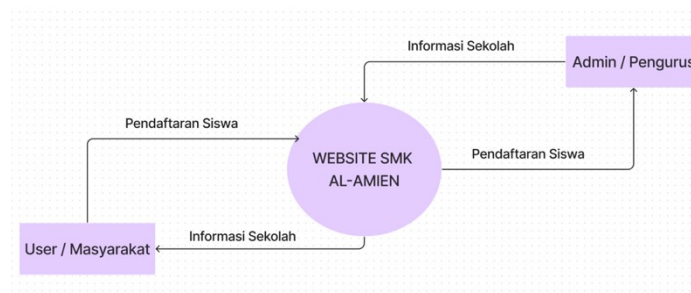 Informasi Sekolah
Admin / Pengurus
Pendaftaran Siswa
WEBSITE SMK
AL-AMIEN
Pendaftaran Siswa
User / Masyarakat
Informasi Sekolah